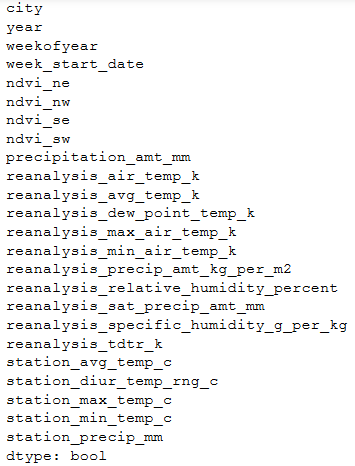 city
year
weekofyear
week_start_date
ndvi_ne
ndvi_nw
ndvi_se
ndvi_sw
precipitation_amt_mm
reanalysis_air_temp_k
reanalysis_avg_temp_k
reanalysis_dew_point_temp_k
reanalysis_max_air_temp_k
reanalysis_min_air_temp_k
reanalysis_precip_amt_kg_per_m2
reanalysis_relative_humidity_percent
reanalysis_sat_precip_amt_mm
reanalysis_specific_humidity_g_per_kg
reanalysis_tdtr_k
station_avg_temp_c
station_diur_temp_rng_c
station_max_temp_c
station_min_temp_c
station_precip_mm
dtype: bool